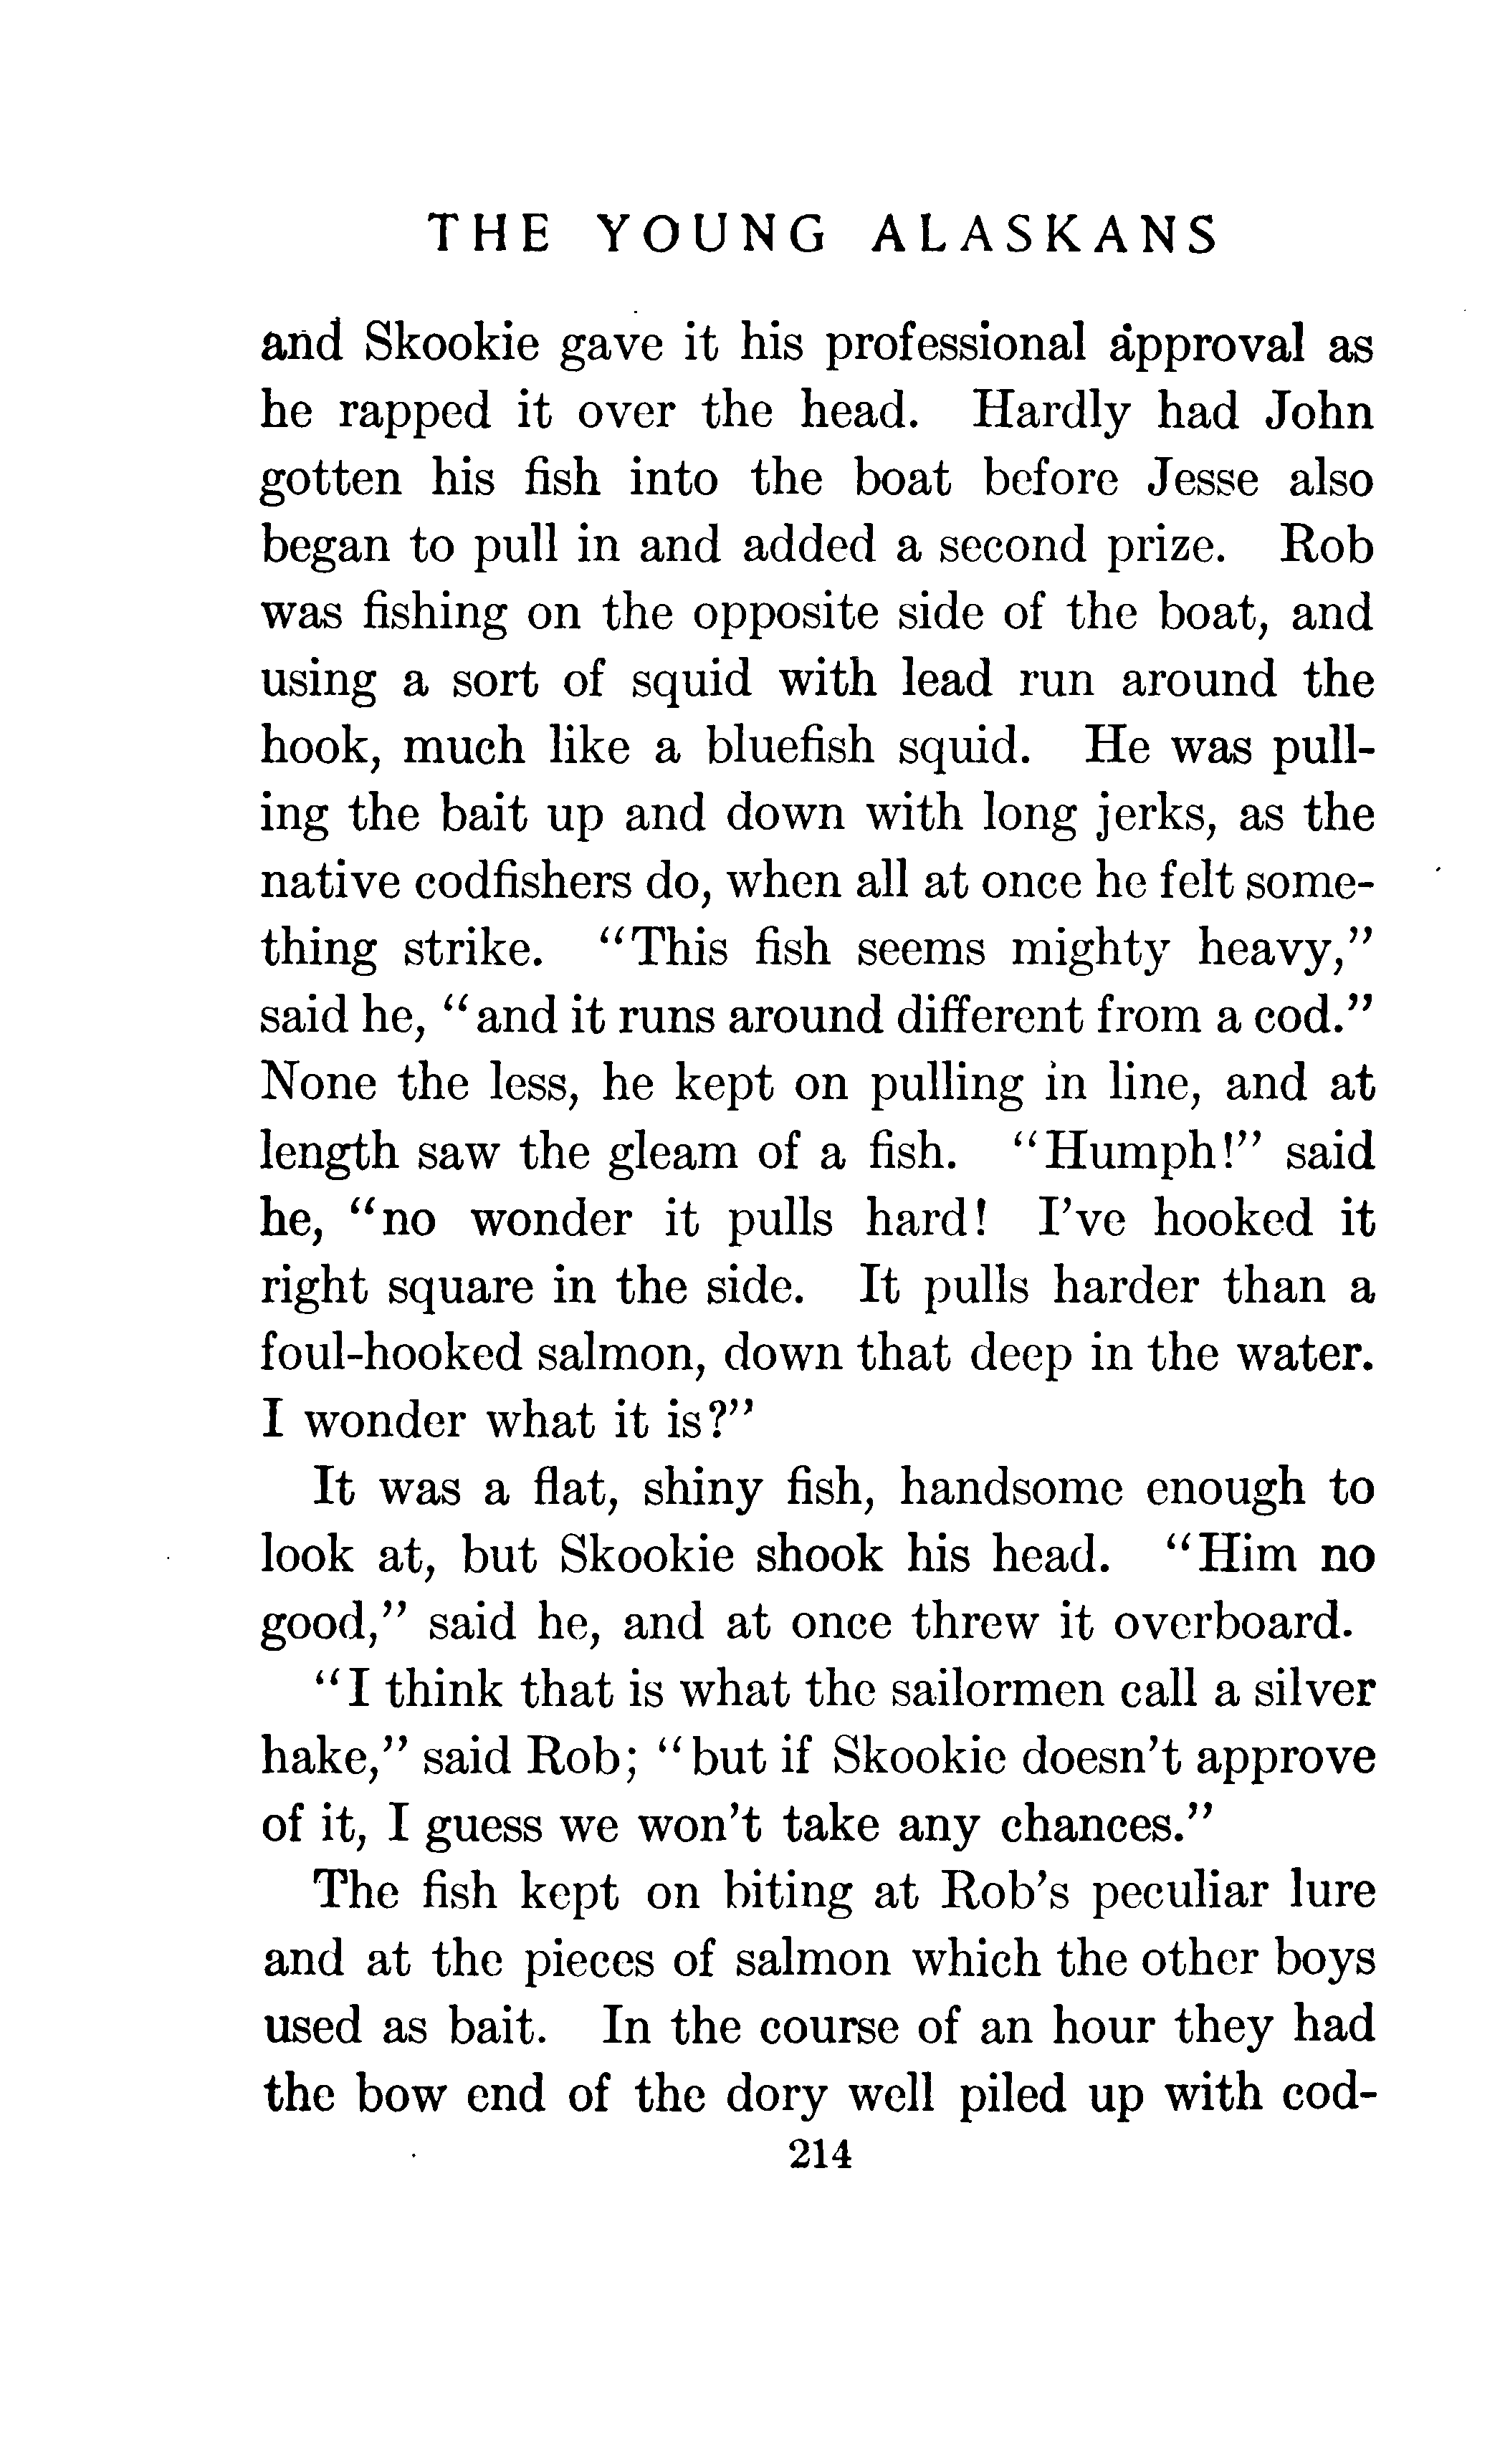 THE YOUNG ALASKANS
and Skookie gave it his professional approval as
he rapped it over the head. Hardly had John
gotten his fish into the boat before Jesse also
began to pull in and added a second prize. Rob
was fishing on the opposite side of the boat, and
using a sort of squid with lead run around the
hook, much like a bluefish squid. He was pull-
ing the bait up and down with long jerks, as the
native codfishers do, when all at once he felt some-
thing strike. “This fish seems mighty heavy,”
said he, “and it runs around different from a cod.”
None the less, he kept on pulling in line, and at
length saw the gleam of a fish. “Humph!” said
he, “no wonder it pulls hard! I’ve hooked it
right square in the side. It pulls harder than a
foul-hooked salmon, down that deep in the water.
I wonder what it is?”
It was a flat, shiny fish, handsome enough to
look at, but Skookie shook his head. “Him no
good,” said he, and at once threw it overboard.
“I think that is what the sailormen call a silver
hake,” said Rob; “but if Skookie doesn’t approve
of it, I guess we won’t take any chances.”
The fish kept on biting at Rob’s peculiar lure
and at the pieces of salmon which the other boys
used as bait. In the course of an hour they had
the bow end of the dory well piled up with cod-
214